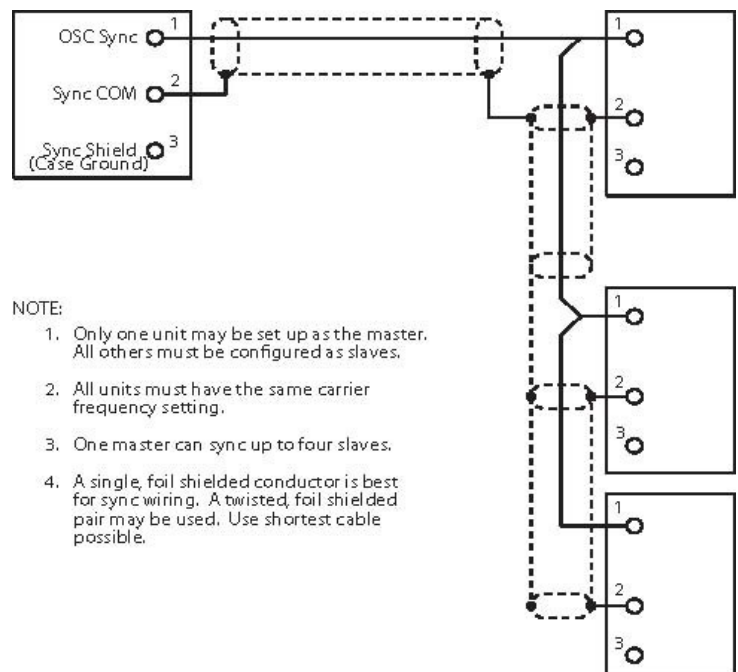 OSC Sync 1
Sync COM 2
Sync Shield 3
(Case Ground)
1
2
3
1
2
3
1
2
3
NOTE:
1. Only one unit may be set up as the master.
All others must be configured as slaves.
2. All units must have the same carrier
frequency setting.
3. One master can sync up to four slaves.
4. A single, foil shielded conductor is best
for sync wiring. A twisted, foil shielded
pair may be used. Use shortest cable
possible.